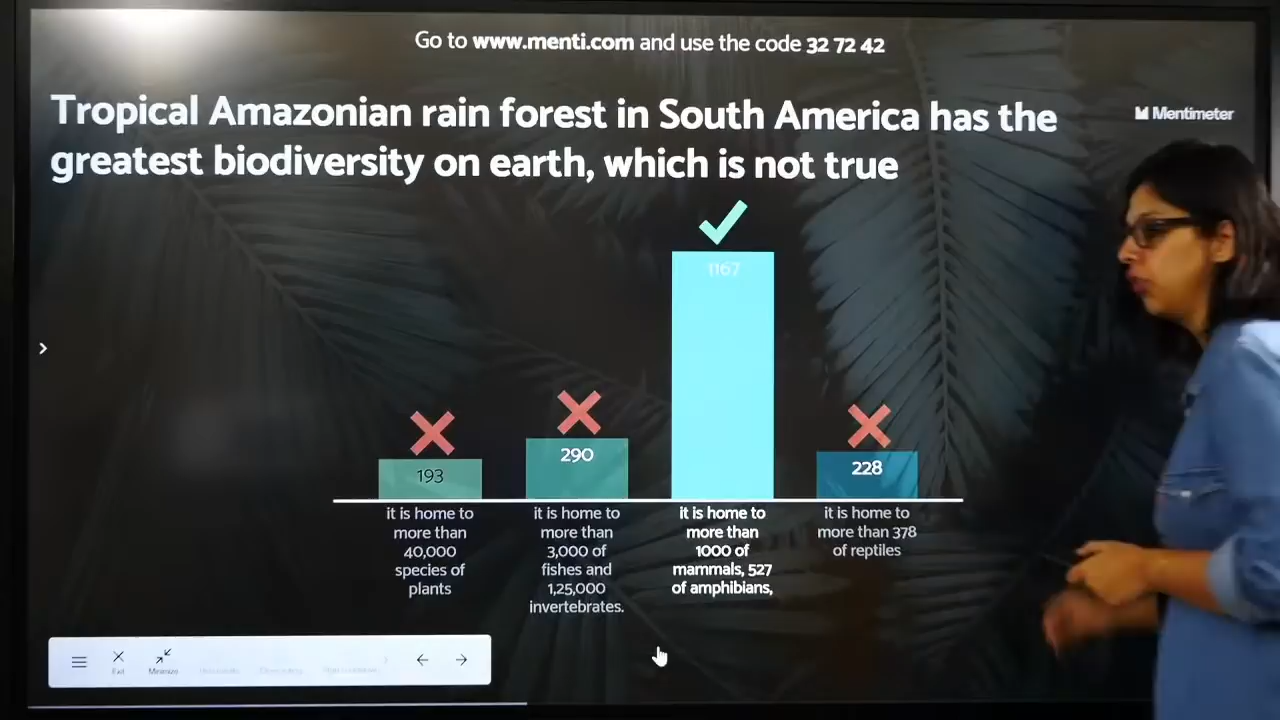 Go to www.menti.com and use the code 32 72 42
Tropical Amazonian rain forest in South America has the
greatest biodiversity on earth, which is not true
Mentimeter
1167
290
228
193
it is home to
more than
40,000
species of
plants
it is home to
more than
3,000 of
fishes and
1,25,000
invertebrates.
it is home to
more than
1000 of
mammals, 527
of amphibians,
it is home to
more than 378
of reptiles
Exit
Minimize